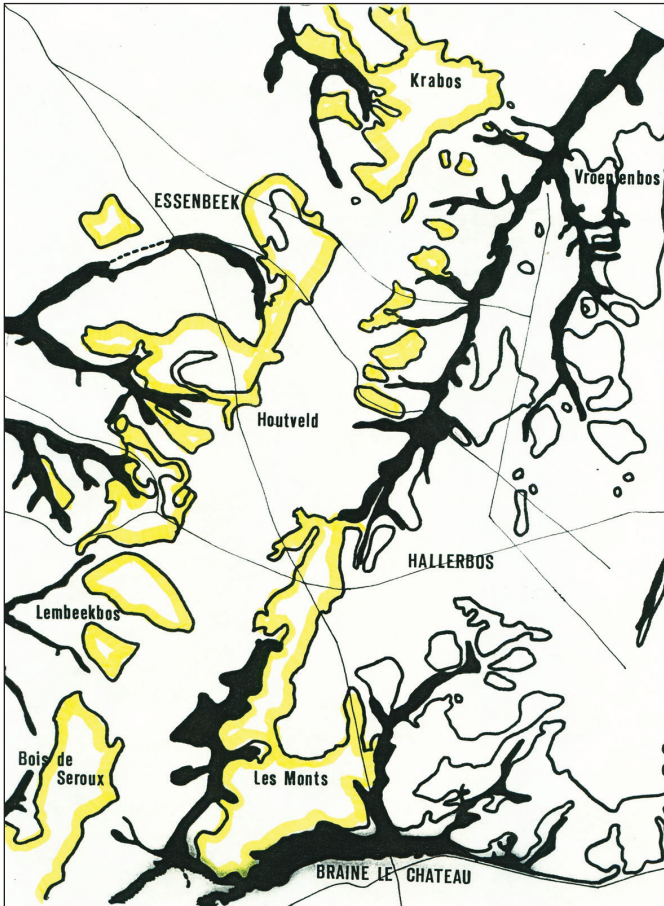 Krabos
Vroenenbos
ESSENBEEK
Houtveld
HALLERBOS
Lembeekbos
Bois de
Seroux
Les Monts
BRAINE LE CHATEAU